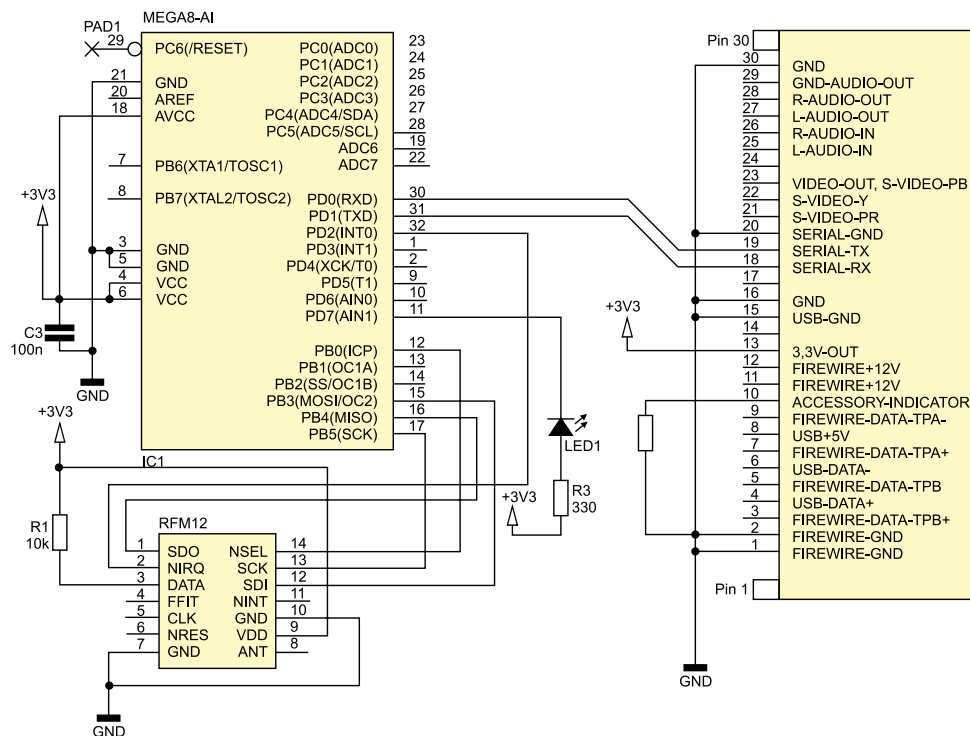 MEGA8-AI
PAD1
29 PC6(/RESET)
21 GND
20 AREF
18 AVCC
7 PB6(XTA1/TOSC1)
8 PB7(XTAL2/TOSC2)
3 GND
5 GND
4 VCC
6 VCC
PC0(ADC0) 23
PC1(ADC1) 24
PC2(ADC2) 25
PC3(ADC3) 26
PC4(ADC4/SDA) 27
PC5(ADC5/SCL) 28
ADC6 19
ADC7 22
PD0(RXD) 30
PD1(TXD) 31
PD2(INT0) 32
PD3(INT1) 1
PD4(XCK/T0) 2
PD5(T1) 9
PD6(AIN0) 10
PD7(AIN1) 11
PB0(ICP) 12
PB1(OC1A) 13
PB2(SS/OC1B) 14
PB3(MOSI/OC2) 15
PB4(MISO) 16
PB5(SCK) 17
IC1
+3V3
C3
100n
GND
+3V3
R1
10k
RFM12
1 SDO
2 NIRQ
3 DATA
4 FFIT
5 CLK
6 NRES
7 GND
NSEL 14
SCK 13
SDI 12
NINT 11
GND 10
VDD 9
ANT 8
GND
LED1
+3V3
R3
330
Pin 30
30 GND
29 GND-AUDIO-OUT
28 R-AUDIO-OUT
27 L-AUDIO-OUT
26 R-AUDIO-IN
25 L-AUDIO-IN
24
23 VIDEO-OUT, S-VIDEO-PB
22 S-VIDEO-Y
21 S-VIDEO-PR
20 SERIAL-GND
19 SERIAL-TX
18 SERIAL-RX
17
16 GND
15 USB-GND
14
13 3,3V-OUT
12 FIREWIRE+12V
11 FIREWIRE+12V
10 ACCESSORY-INDICATOR
9 FIREWIRE-DATA-TPA-
8 USB+5V
7 FIREWIRE-DATA-TPA+
6 USB-DATA-
5 FIREWIRE-DATA-TPB
4 USB-DATA+
3 FIREWIRE-DATA-TPB+
2 FIREWIRE-GND
1 FIREWIRE-GND
Pin 1
+3V3
GND